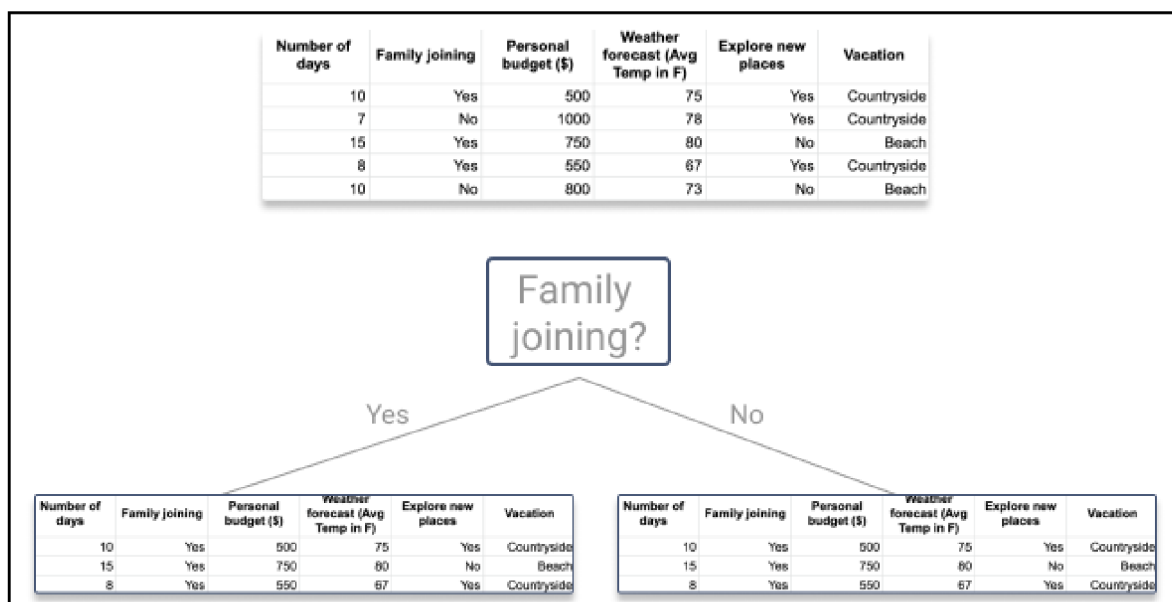 Number of days Family joining Personal budget ($) Weather forecast (Avg Temp in F) Explore new places Vacation
10 Yes 500 75 Yes Countryside
7 No 1000 78 Yes Countryside
15 Yes 750 80 No Beach
8 Yes 550 67 Yes Countryside
10 No 800 73 No Beach
Family
joining?
Yes
No
Number of days Family joining Personal budget ($) Weather forecast (Avg Temp in F) Explore new places Vacation
10 Yes 500 75 Yes Countryside
15 Yes 750 80 No Beach
8 Yes 550 67 Yes Countryside
Number of days Family joining Personal budget ($) Weather forecast (Avg Temp in F) Explore new places Vacation
10 Yes 500 75 Yes Countryside
15 Yes 750 80 No Beach
8 Yes 550 67 Yes Countryside